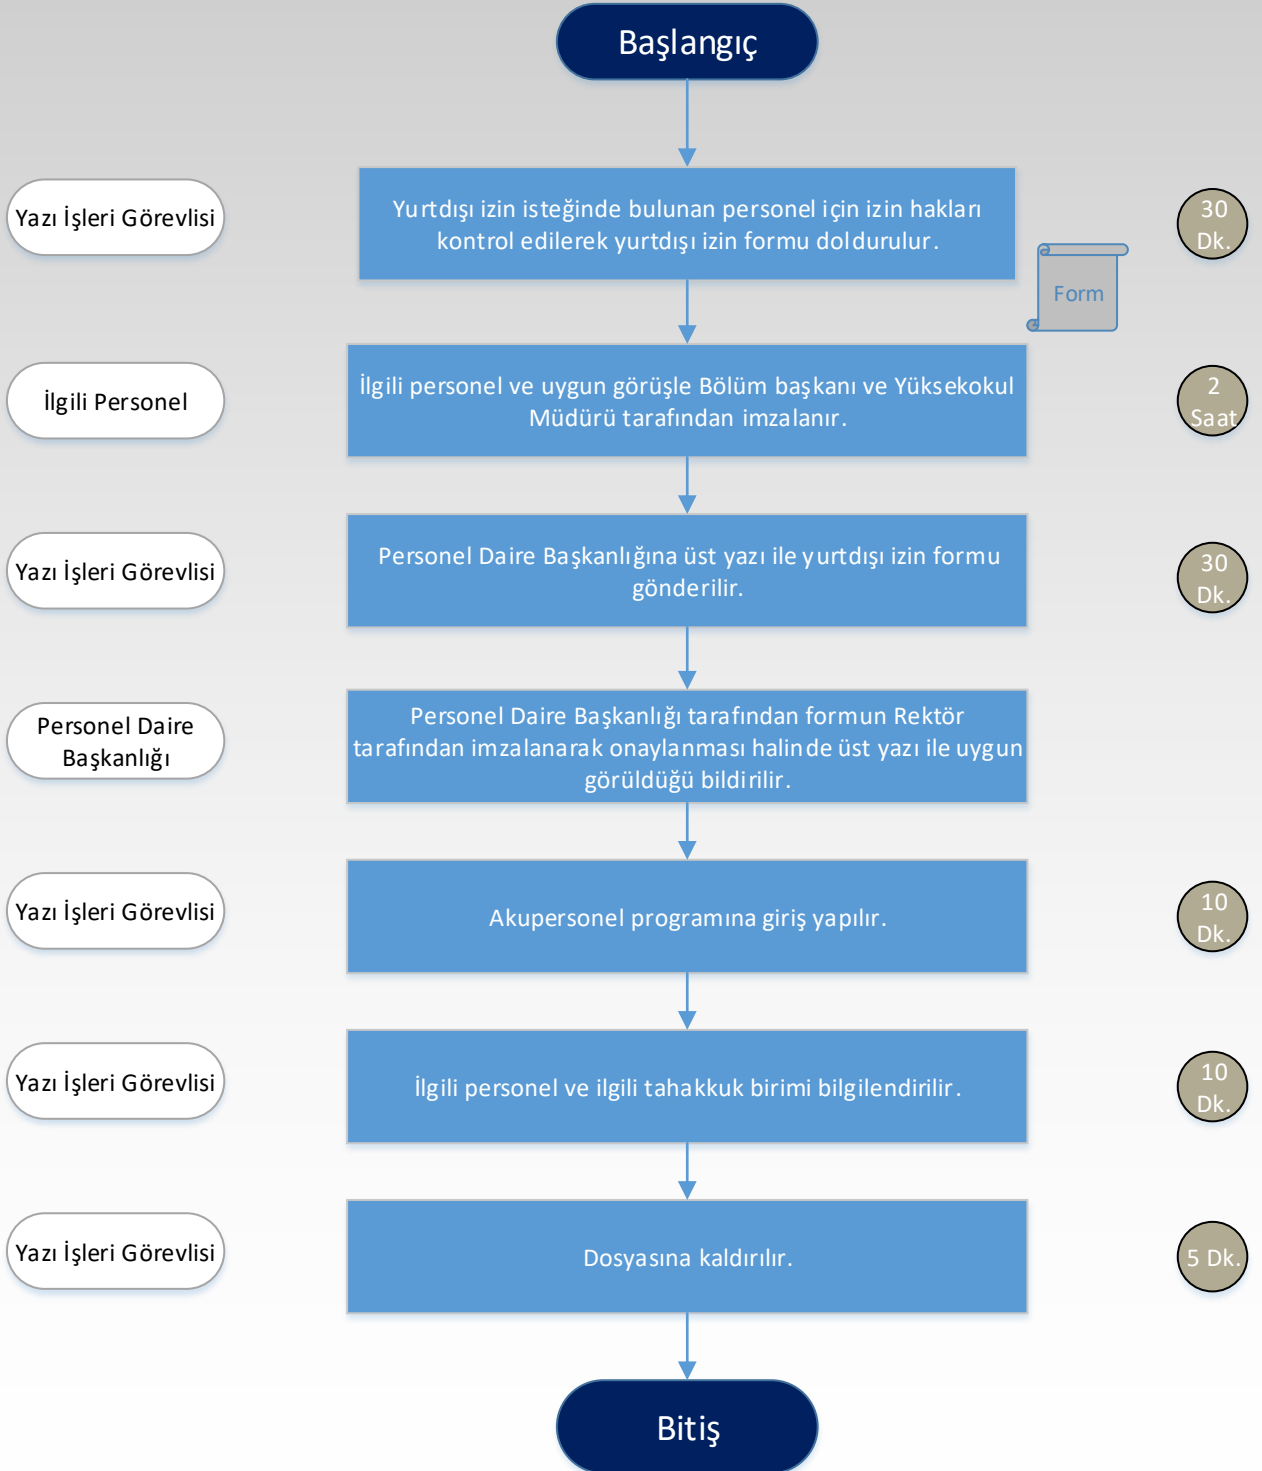 Başlangıç
Yazı İşleri Görevlisi
Yurtdışı izin isteğinde bulunan personel için izin hakları
kontrol edilerek yurtdışı izin formu doldurulur.
30
Dk.
Form
İlgili Personel
İlgili personel ve uygun görüşle Bölüm başkanı ve Yüksekokul
Müdürü tarafından imzalanır.
2
Saat
Yazı İşleri Görevlisi
Personel Daire Başkanlığına üst yazı ile yurtdışı izin formu
gönderilir.
30
Dk.
Personel Daire
Başkanlığı
Personel Daire Başkanlığı tarafından formun Rektör
tarafından imzalanarak onaylanması halinde üst yazı ile uygun
görüldüğü bildirilir.
Yazı İşleri Görevlisi
Akupersonel programına giriş yapılır.
10
Dk.
Yazı İşleri Görevlisi
İlgili personel ve ilgili tahakkuk birimi bilgilendirilir.
10
Dk.
Yazı İşleri Görevlisi
Dosyasına kaldırılır.
5 Dk.
Bitiş